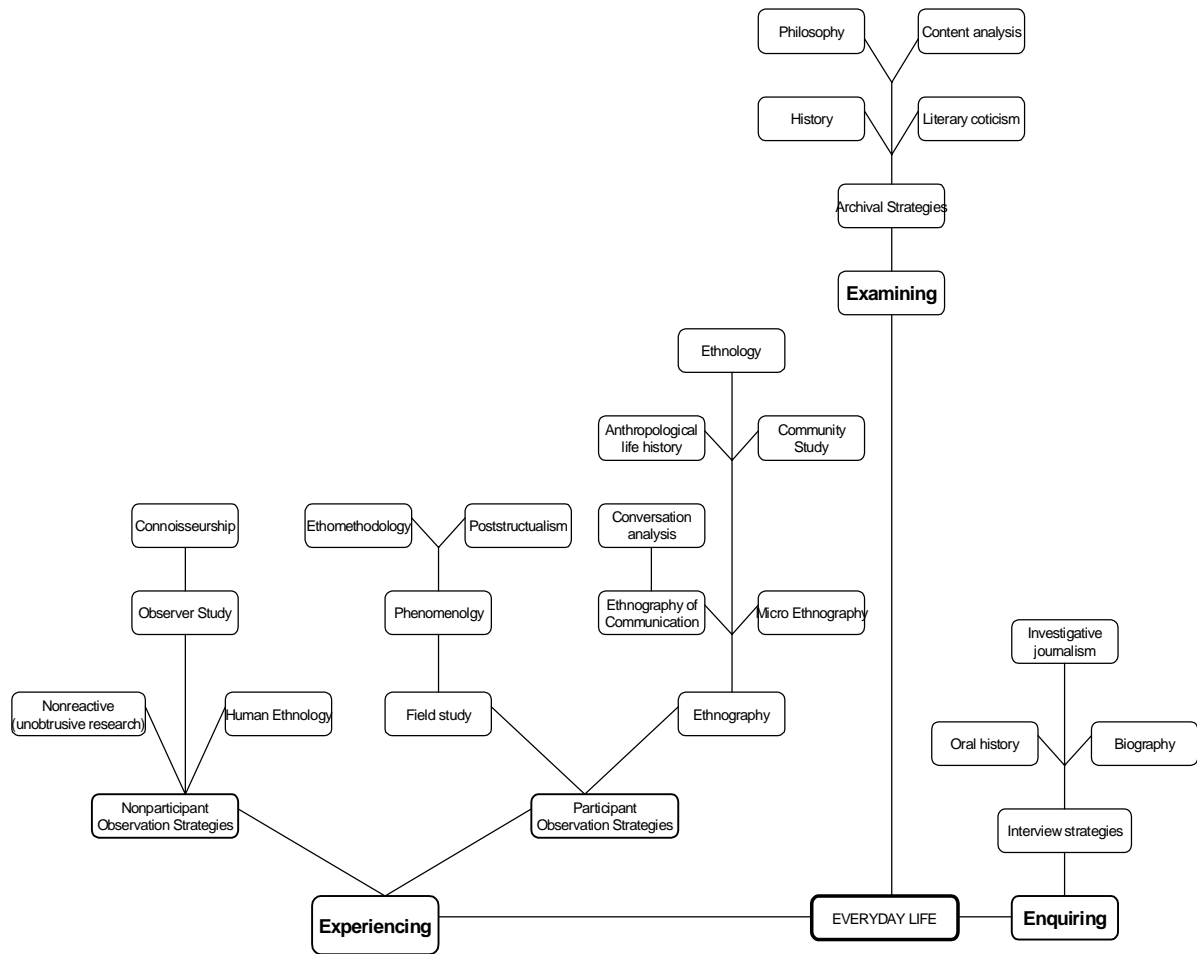 Philosophy
Content analysis
History
Literary coticism
Archival Strategies
Examining
Ethnology
Anthropological
life history
Community
Study
Connoisseurship
Ethomethodology
Poststructualism
Conversation
analysis
Observer Study
Phenomenolgy
Ethnography of
Communication
Micro Ethnography
Investigative
journalism
Nonreactive
(unobtrusive research)
Human Ethnology
Field study
Ethnography
Oral history
Biography
Nonparticipant
Observation Strategies
Participant
Observation Strategies
Interview strategies
Experiencing
EVERYDAY LIFE
Enquiring